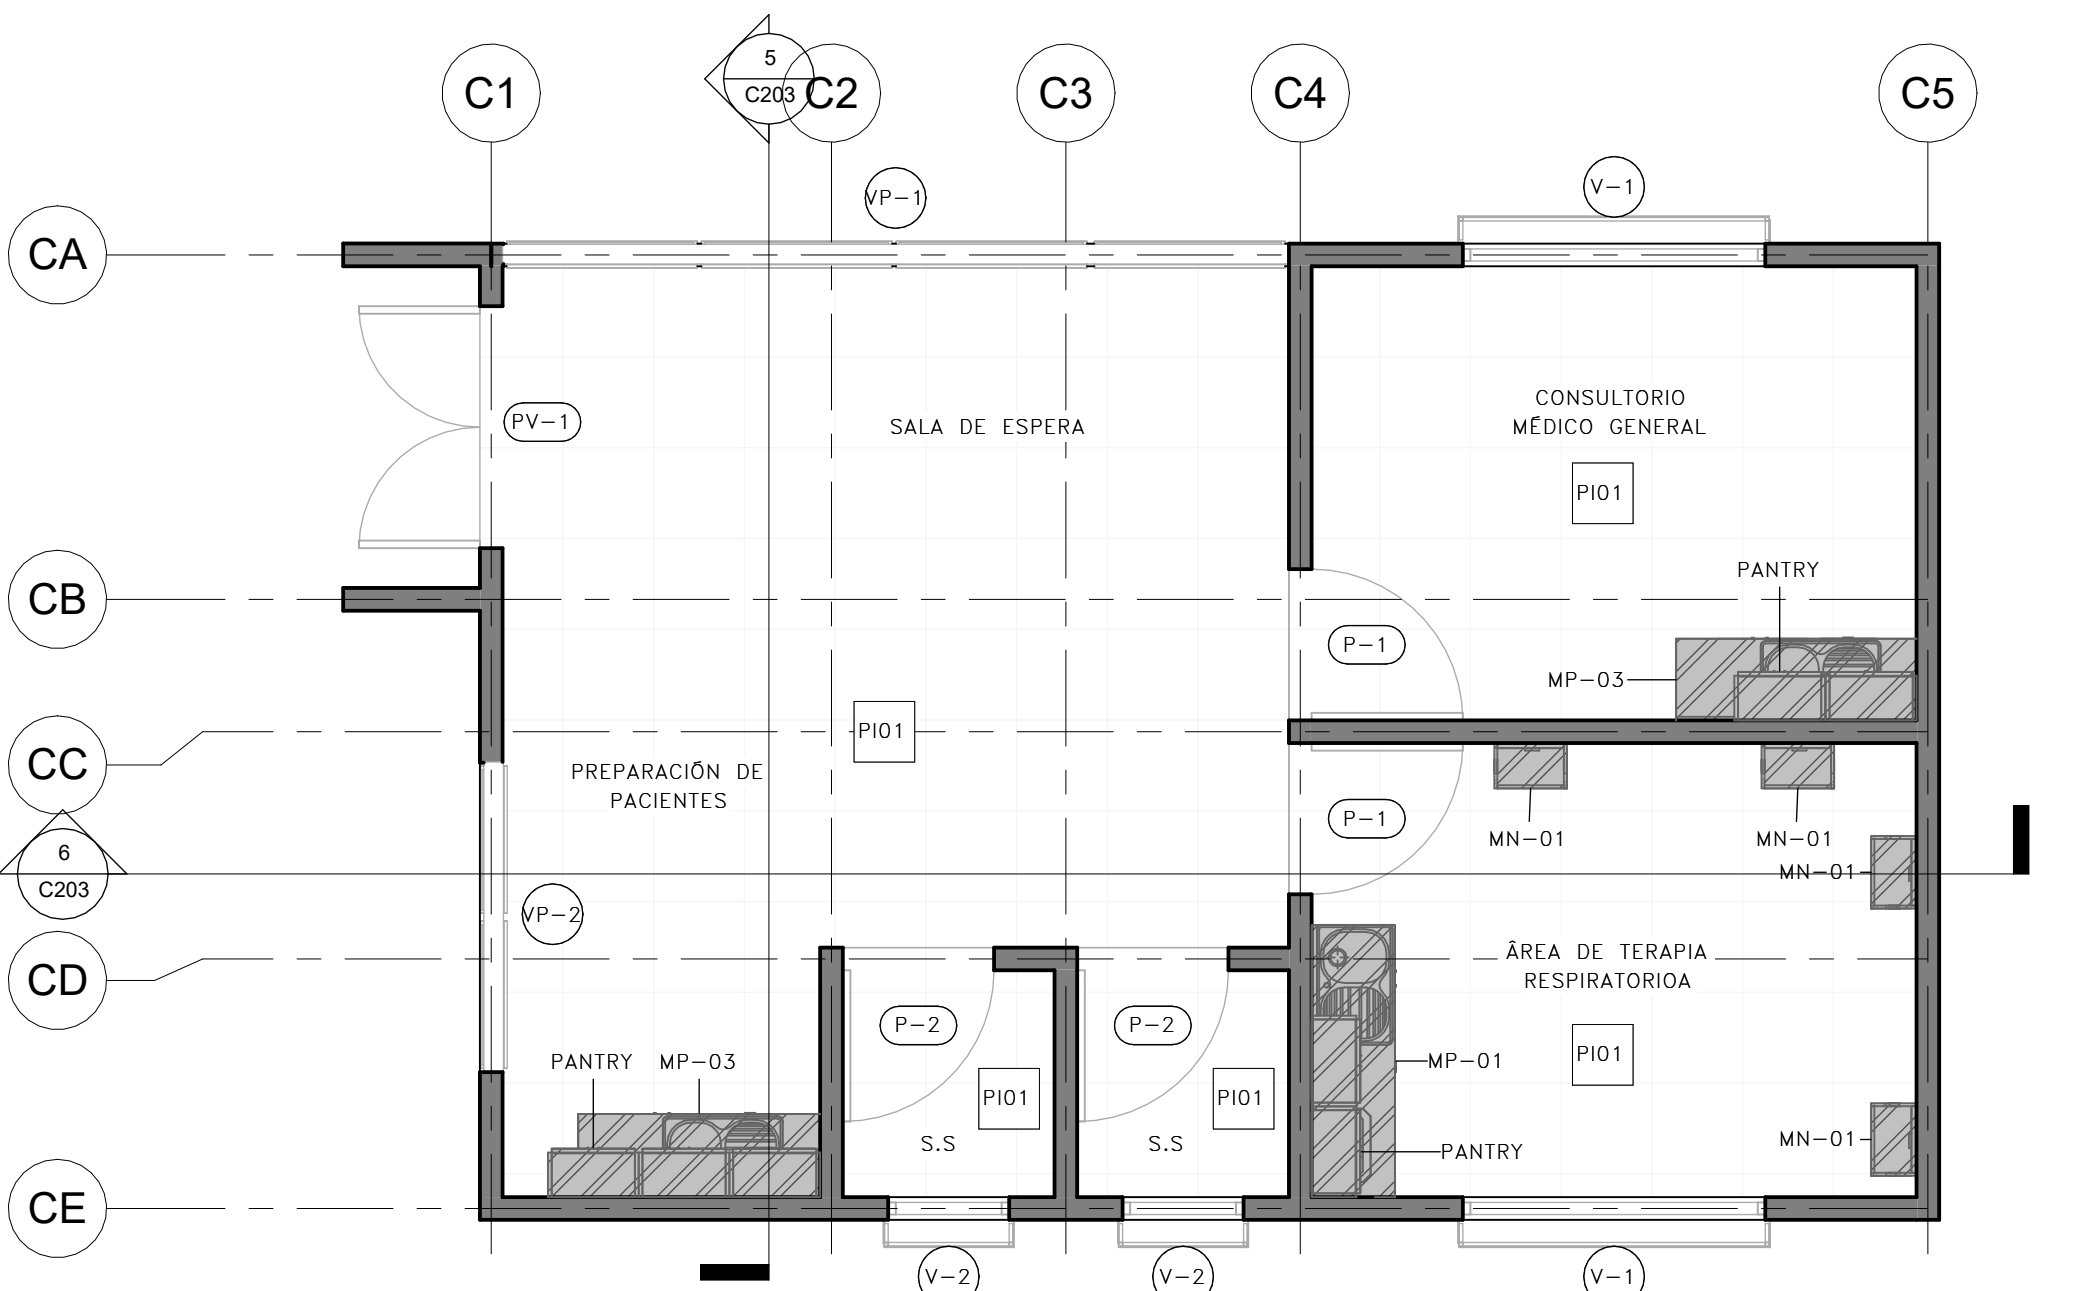 5
C203
C1
C2
C3
C4
C5
VP-1
V-1
CA
PV-1
SALA DE ESPERA
CONSULTORIO
MÉDICO GENERAL
PI01
PANTRY
CB
P-1
MP-03
PI01
CC
PREPARACIÓN DE
PACIENTES
P-1
MN-01
MN-01
6
C203
MN-01
VP-2
CD
ÂREA DE TERAPIA
RESPIRATORIOA
P-2
P-2
PI01
PANTRY
MP-03
MP-01
PI01
PI01
S.S
S.S
MN-01
PANTRY
CE
V-2
V-2
V-1